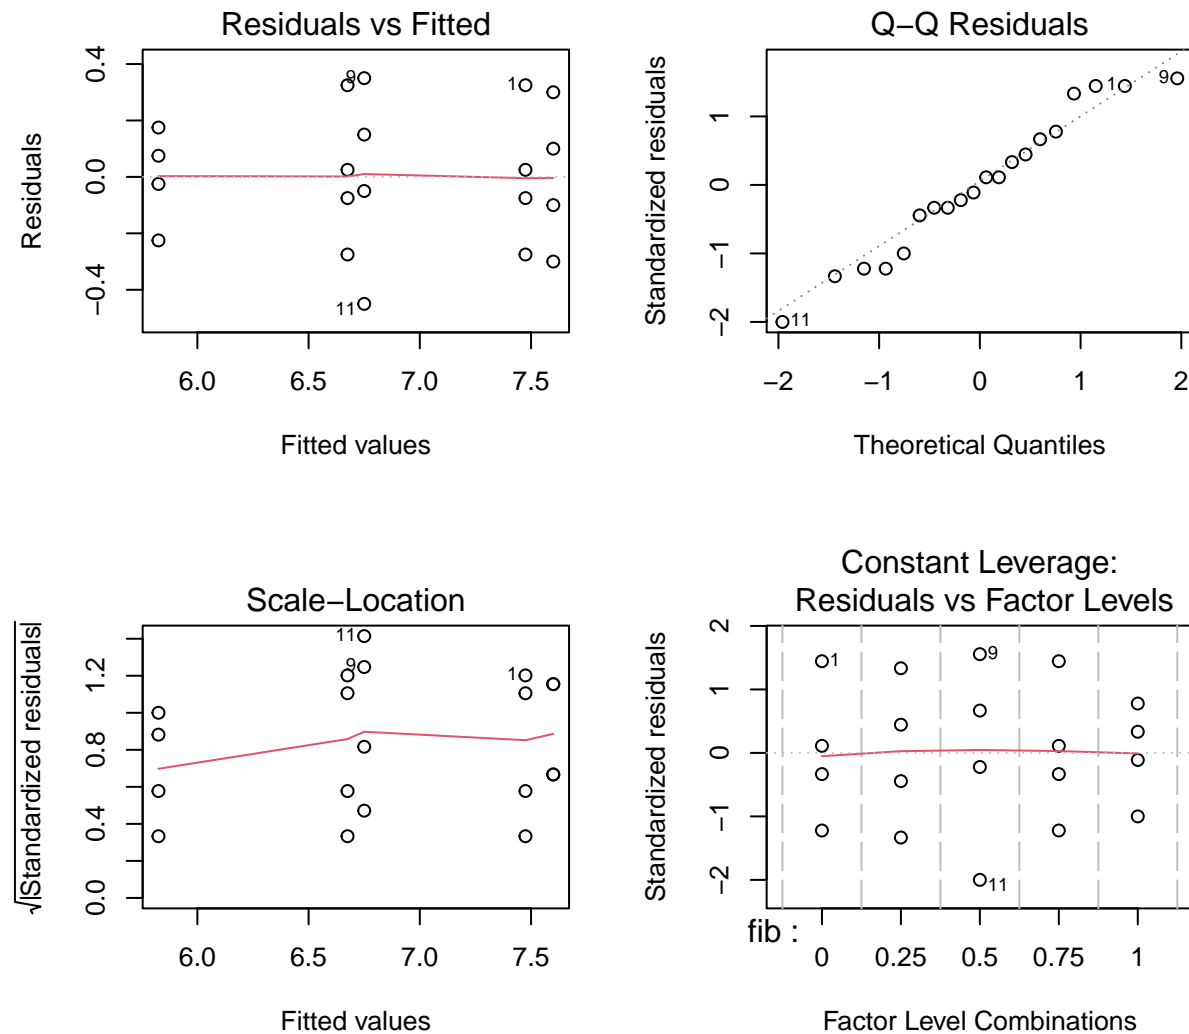 Residuals vs Fitted
Residuals
0.4
0.0
−0.4
9
1
11
6.0 6.5 7.0 7.5
Fitted values
Q−Q Residuals
Standardized residuals
1
0
−1
−2
1
9
11
−2 −1 0 1 2
Theoretical Quantiles
Scale−Location
√|Standardized residuals|
1.2
0.8
0.4
0.0
11
9
1
6.0 6.5 7.0 7.5
Fitted values
Constant Leverage:
Residuals vs Factor Levels
Standardized residuals
2
1
0
−1
−2
1
9
11
fib :
0 0.25 0.5 0.75 1
Factor Level Combinations